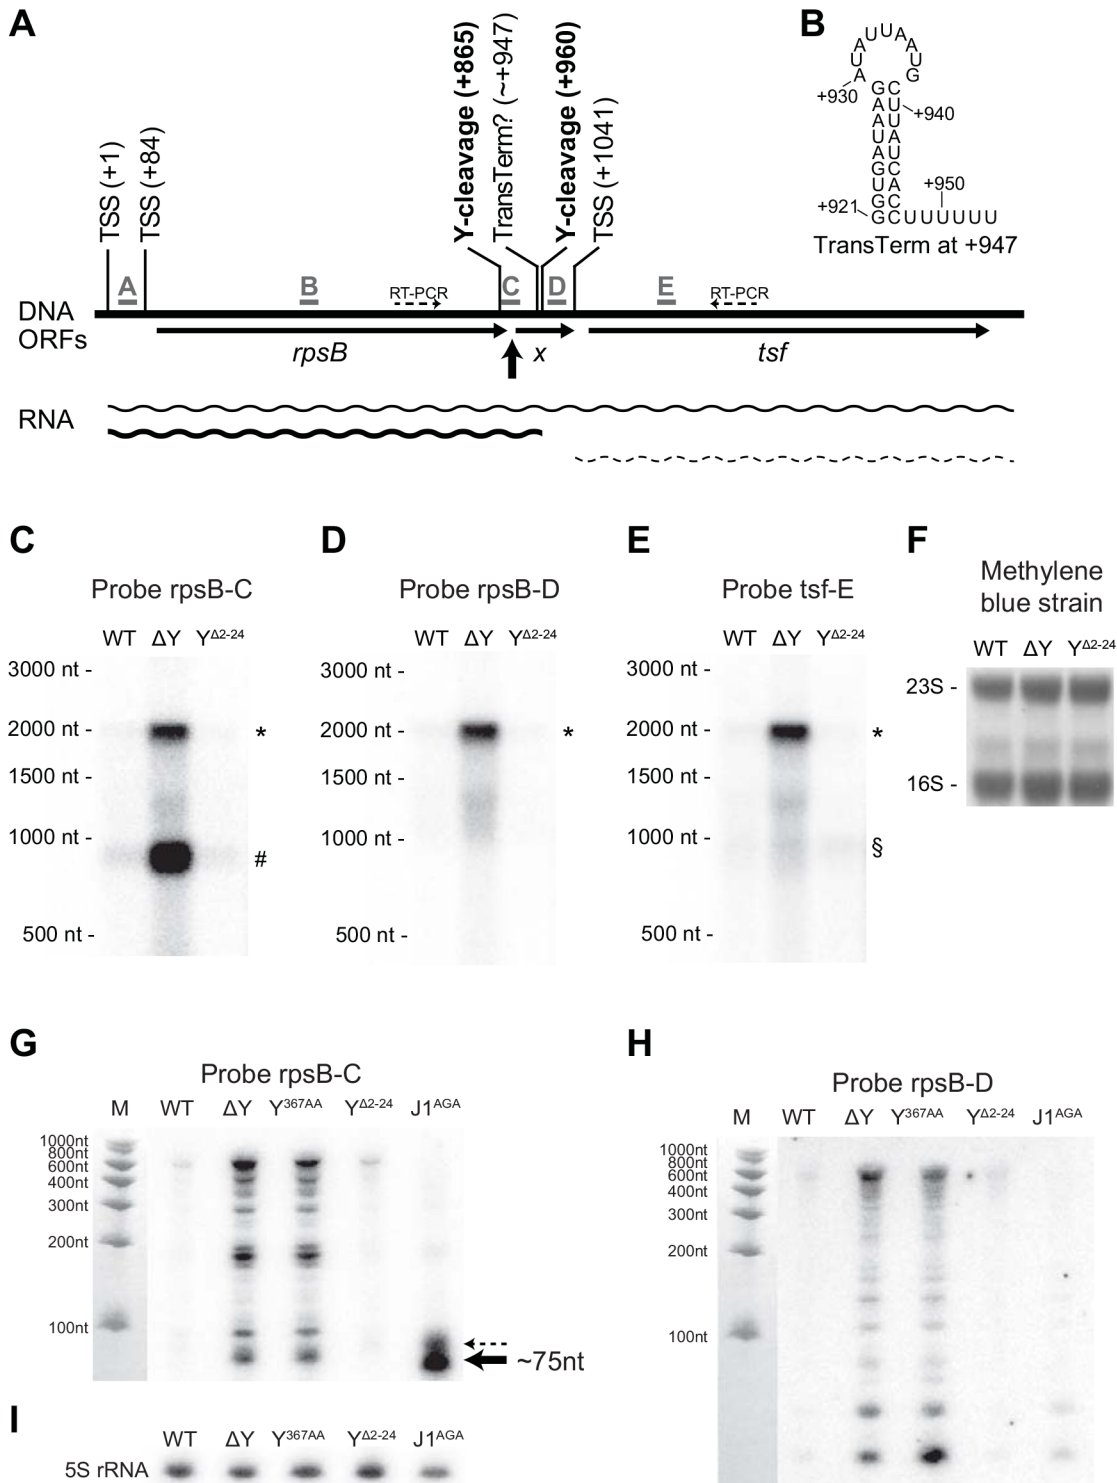 A
TSS (+1)
TSS (+84)
Y-cleavage (+865)
TransTerm? (~+947)
Y-cleavage (+960)
TSS (+1041)
A
B
C
D
E
RT-PCR
RT-PCR
DNA
ORFs
rpsB
x
tsf
RNA
B
U U
A A
A A
U U
+930 A G
G C
A U +940
A U
U A
A U
G C
U A
G C
+921 G C U U U U U U
+950
TransTerm at +947
C
Probe rpsB-C
WT ΔY YΔ2-24
3000 nt -
2000 nt - *
1500 nt -
1000 nt -
#
500 nt -
D
Probe rpsB-D
WT ΔY YΔ2-24
3000 nt -
2000 nt - *
1500 nt -
1000 nt -
500 nt -
E
Probe tsf-E
WT ΔY YΔ2-24
3000 nt -
2000 nt - *
1500 nt -
1000 nt -
§
500 nt -
F
Methylene
blue strain
WT ΔY YΔ2-24
23S -
16S -
G
Probe rpsB-C
M WT ΔY Y367AA YΔ2-24 J1AGA
1000nt
800nt
600nt
400nt
300nt
200nt
100nt
~75nt
H
Probe rpsB-D
M WT ΔY Y367AA YΔ2-24 J1AGA
1000nt
800nt
600nt
400nt
300nt
200nt
100nt
I
WT ΔY Y367AA YΔ2-24 J1AGA
5S rRNA